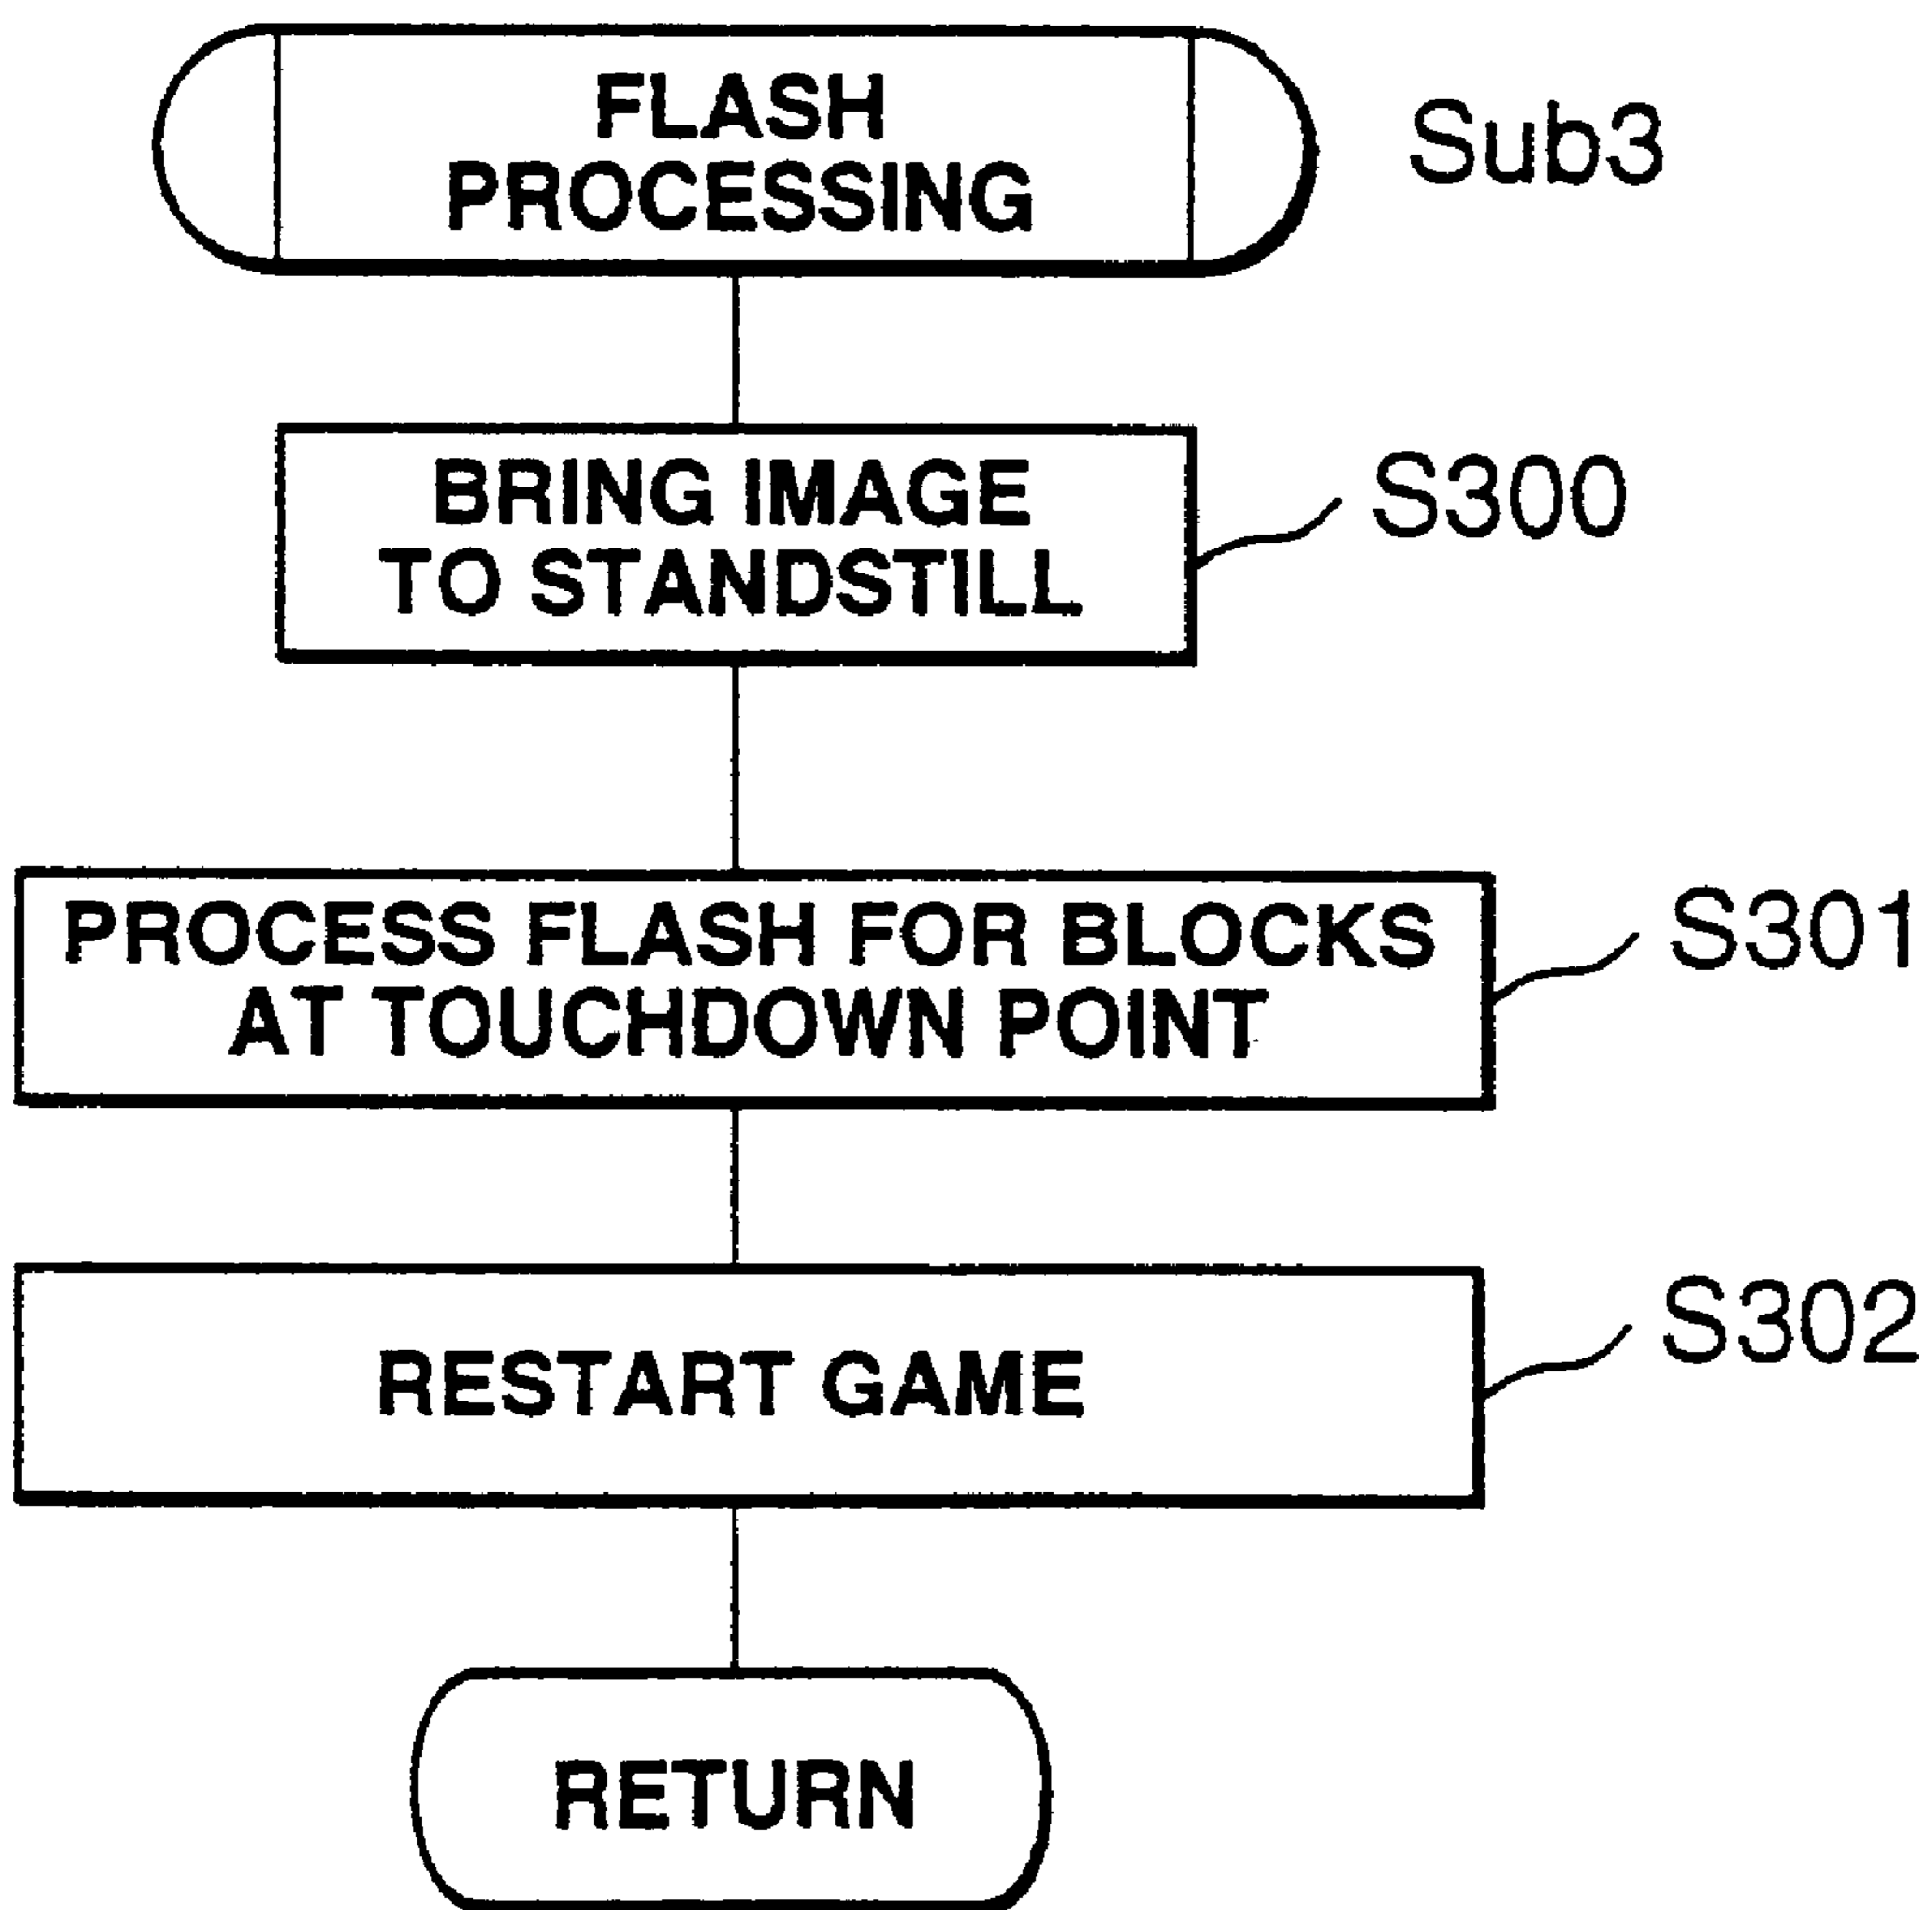 FLASH
PROCESSING
Sub3
BRING IMAGE
TO STANDSTILL
S300
PROCESS FLASH FOR BLOCKS
AT TOUCHDOWN POINT
S301
RESTART GAME
S302
RETURN